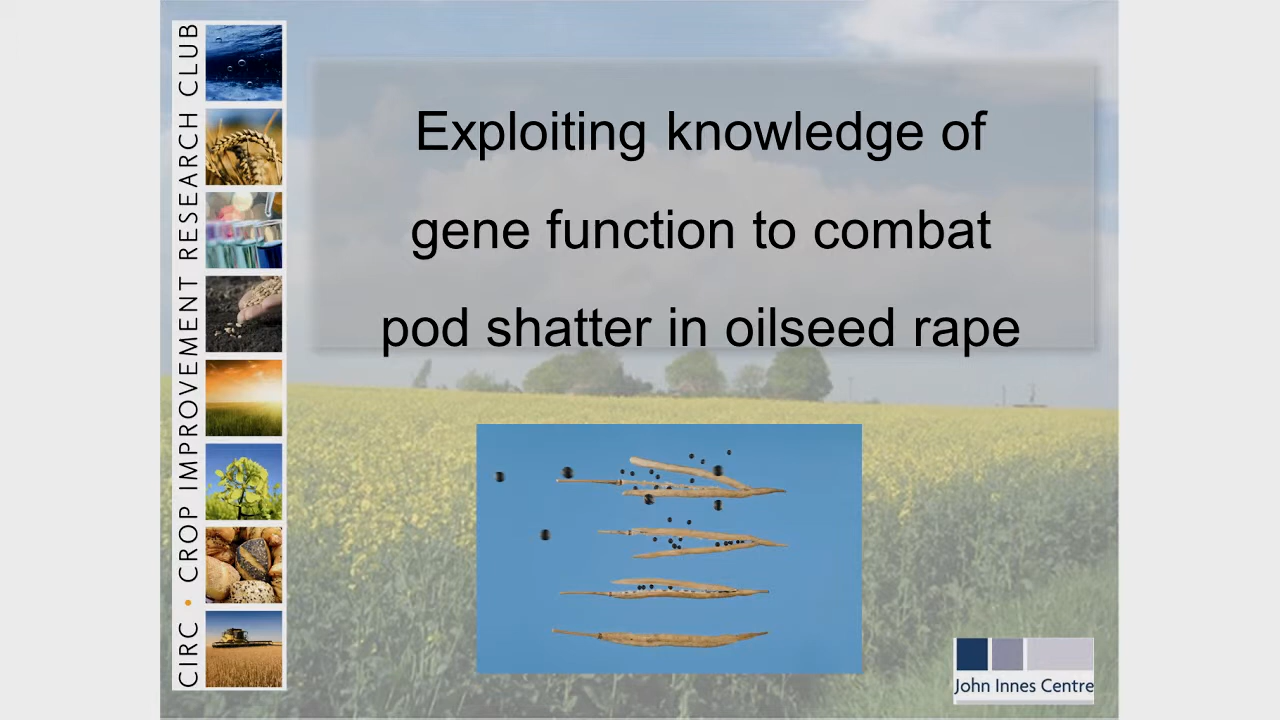 CIRC • CROP IMPROVEMENT RESEARCH CLUB
Exploiting knowledge of
gene function to combat
pod shatter in oilseed rape
John Innes Centre